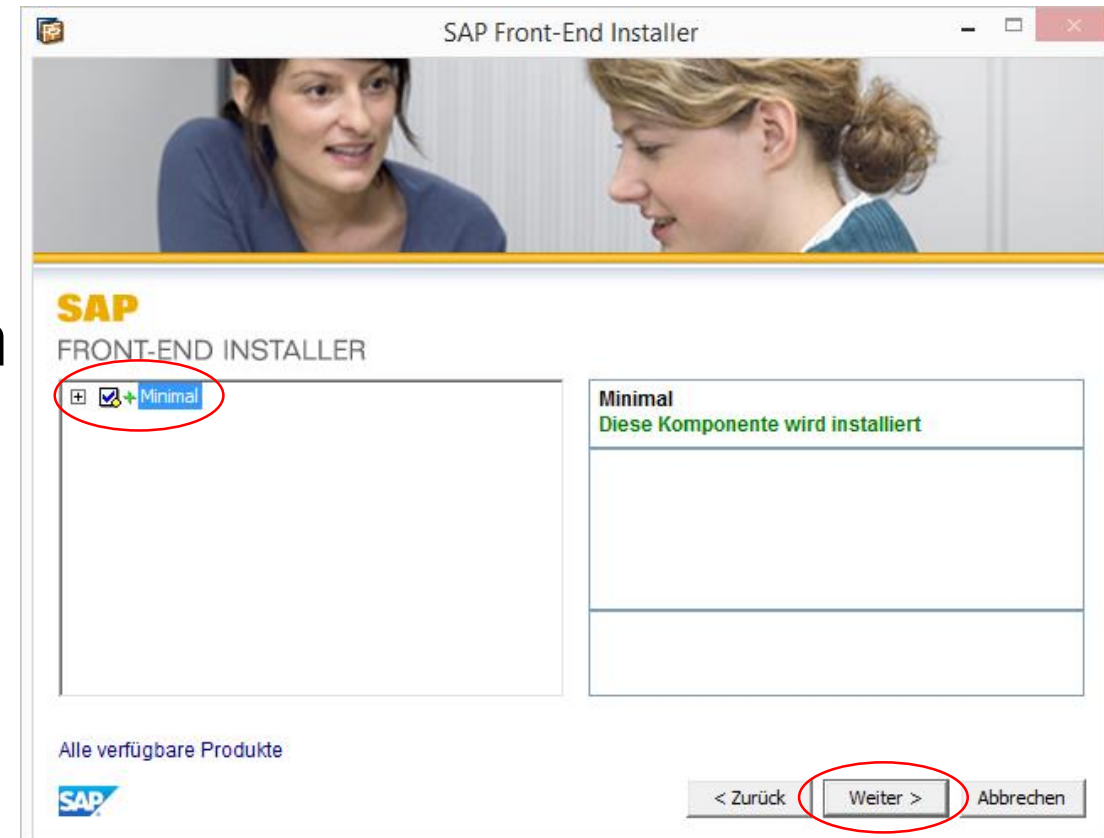 SAP Front-End Installer
SAP
FRONT-END INSTALLER
n
Minimal
Minimal
Diese Komponente wird installiert
Alle verfügbare Produkte
SAP
< Zurück
Weiter >
Abbrechen